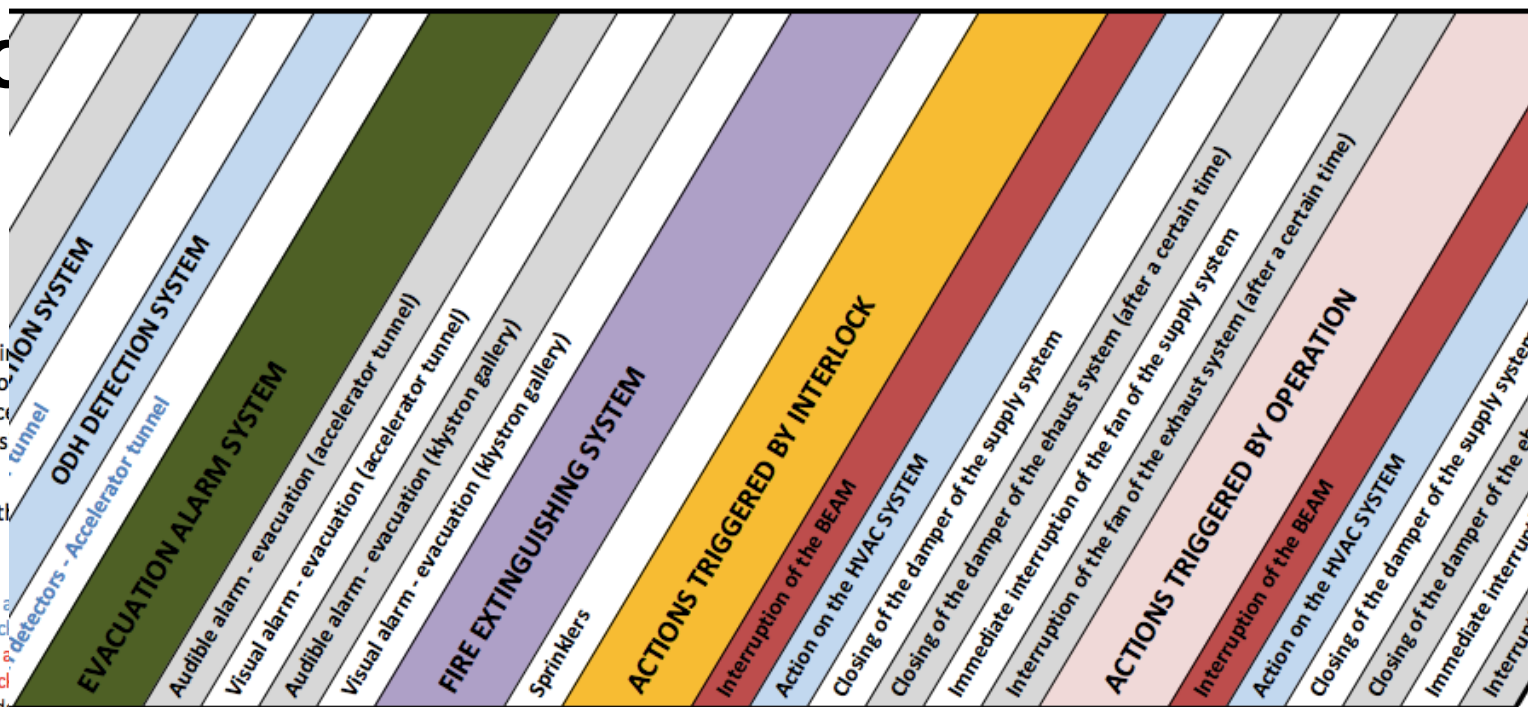 SYSTEM
tunnel
ODH DETECTION SYSTEM
detectors - Accelerator tunnel
EVACUATION ALARM SYSTEM
Audible alarm - evacuation (accelerator tunnel)
Visual alarm - evacuation (accelerator tunnel)
Audible alarm - evacuation (klystron gallery)
Visual alarm - evacuation (klystron gallery)
FIRE EXTINGUISHING SYSTEM
Sprinklers
ACTIONS TRIGGERED BY INTERLOCK
Interruption of the BEAM
Action on the HVAC SYSTEM
Closing of the damper of the supply system
Closing of the damper of the ehaust system (after a certain time)
Immediate interruption of the fan of the supply system
Interruption of the fan of the exhaust system (after a certain time)
ACTIONS TRIGGERED BY OPERATION
Interruption of the BEAM
Action on the HVAC SYSTEM
Closing of the damper of the supply system
Closing of the damper of the
Immediate